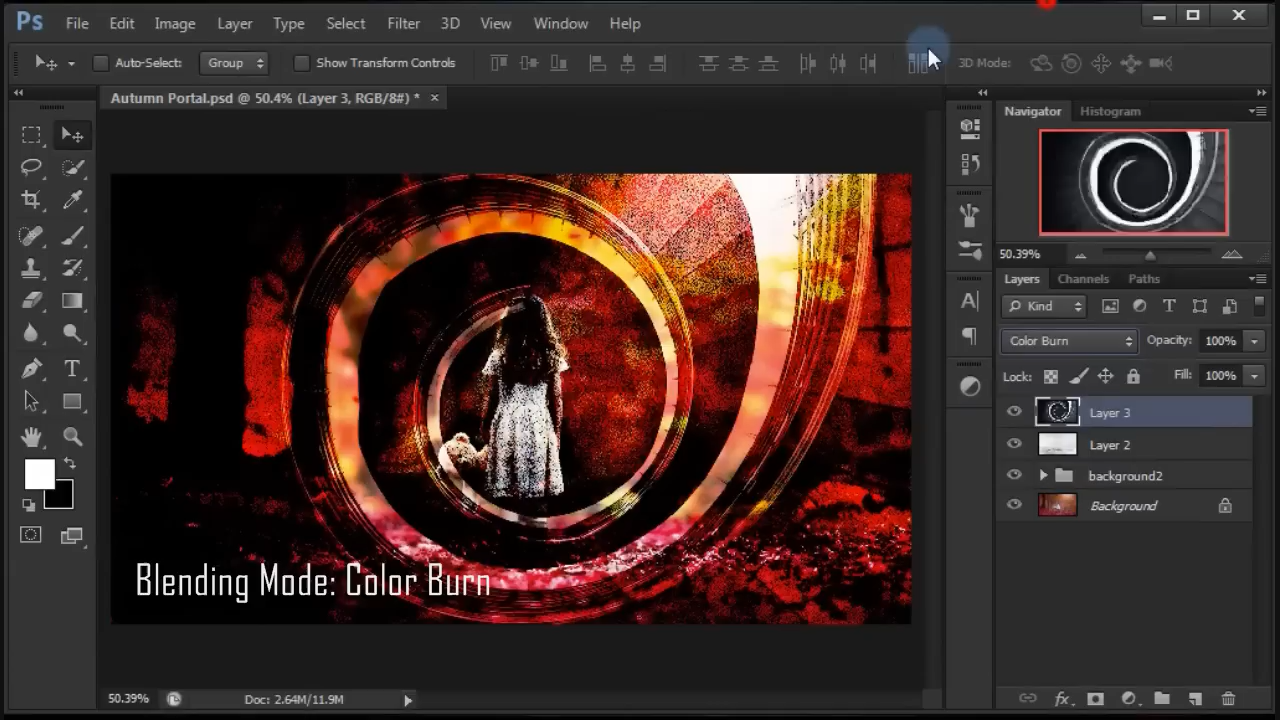 Ps File Edit Image Layer Type Select Filter 3D View Window Help
Auto-Select: Group Show Transform Controls 3D Mode:
Autumn Portal.psd @ 50.4% (Layer 3, RGB/8#) *
Navigator Histogram
50.39%
Layers Channels Paths
Kind
Color Burn Opacity: 100%
Lock: Fill: 100%
Layer 3
Layer 2
background2
Background
Blending Mode: Color Burn
50.39% Doc: 2.64M/11.9M